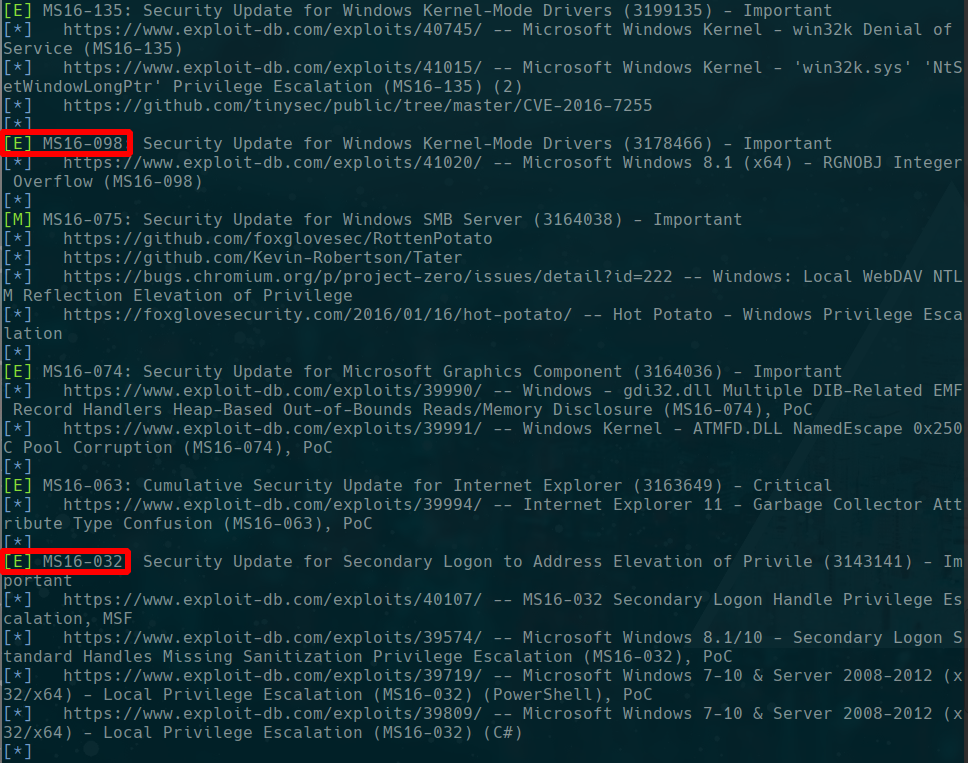 [E] MS16-135: Security Update for Windows Kernel-Mode Drivers (3199135) - Important
[*]   https://www.exploit-db.com/exploits/40745/ -- Microsoft Windows Kernel - win32k Denial of
Service (MS16-135)
[*]   https://www.exploit-db.com/exploits/41015/ -- Microsoft Windows Kernel - 'win32k.sys' 'NtS
etWindowLongPtr' Privilege Escalation (MS16-135) (2)
[*]   https://github.com/tinysec/public/tree/master/CVE-2016-7255
[*]
[E] MS16-098  Security Update for Windows Kernel-Mode Drivers (3178466) - Important
[*]   https://www.exploit-db.com/exploits/41020/ -- Microsoft Windows 8.1 (x64) - RGNOBJ Integer
 Overflow (MS16-098)
[*]
[M] MS16-075: Security Update for Windows SMB Server (3164038) - Important
[*]   https://github.com/foxglovesec/RottenPotato
[*]   https://github.com/Kevin-Robertson/Tater
[*]   https://bugs.chromium.org/p/project-zero/issues/detail?id=222 -- Windows: Local WebDAV NTL
M Reflection Elevation of Privilege
[*]   https://foxglovesecurity.com/2016/01/16/hot-potato/ -- Hot Potato - Windows Privilege Esca
lation
[*]
[E] MS16-074: Security Update for Microsoft Graphics Component (3164036) - Important
[*]   https://www.exploit-db.com/exploits/39990/ -- Windows - gdi32.dll Multiple DIB-Related EMF
 Record Handlers Heap-Based Out-of-Bounds Reads/Memory Disclosure (MS16-074), PoC
[*]   https://www.exploit-db.com/exploits/39991/ -- Windows Kernel - ATMFD.DLL NamedEscape 0x250
C Pool Corruption (MS16-074), PoC
[*]
[E] MS16-063: Cumulative Security Update for Internet Explorer (3163649) - Critical
[*]   https://www.exploit-db.com/exploits/39994/ -- Internet Explorer 11 - Garbage Collector Att
ribute Type Confusion (MS16-063), PoC
[*]
[E] MS16-032  Security Update for Secondary Logon to Address Elevation of Privile (3143141) - Im
portant
[*]   https://www.exploit-db.com/exploits/40107/ -- MS16-032 Secondary Logon Handle Privilege Es
calation, MSF
[*]   https://www.exploit-db.com/exploits/39574/ -- Microsoft Windows 8.1/10 - Secondary Logon S
tandard Handles Missing Sanitization Privilege Escalation (MS16-032), PoC
[*]   https://www.exploit-db.com/exploits/39719/ -- Microsoft Windows 7-10 & Server 2008-2012 (x
32/x64) - Local Privilege Escalation (MS16-032) (PowerShell), PoC
[*]   https://www.exploit-db.com/exploits/39809/ -- Microsoft Windows 7-10 & Server 2008-2012 (x
32/x64) - Local Privilege Escalation (MS16-032) (C#)
[*]